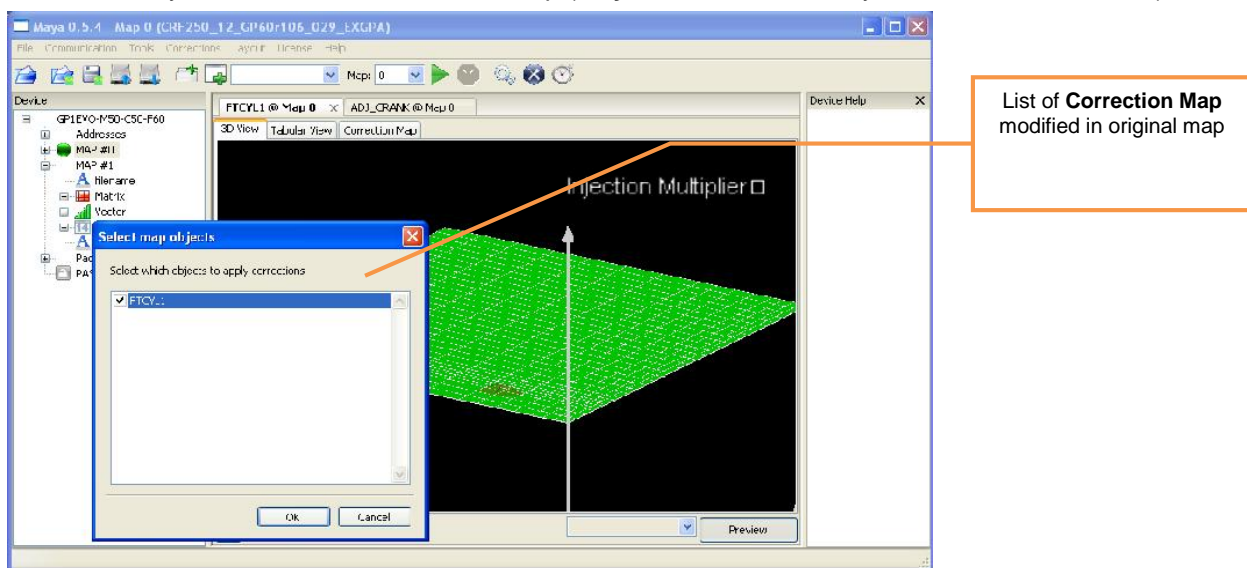 Maya 0.5.4 Map 0 (CRF250_12_GP60r106_029_EXGPA)
File Communication Tools Corrections Layout License Help
Map: 0
Device
FTCYL1 @ Map 0 X ADJ_CRANK @ Map 0
Device Help X
GP1EVO-M50-C5C-F60
3D View Tabular View Correction Map
Addresses
MAP #0
MAP #1
Filename
Matrix
Vector
14
Injection Multiplier
Select map objects
Select which objects to apply corrections
FTCYL1
Ok Cancel
Preview
List of Correction Map
modified in original map